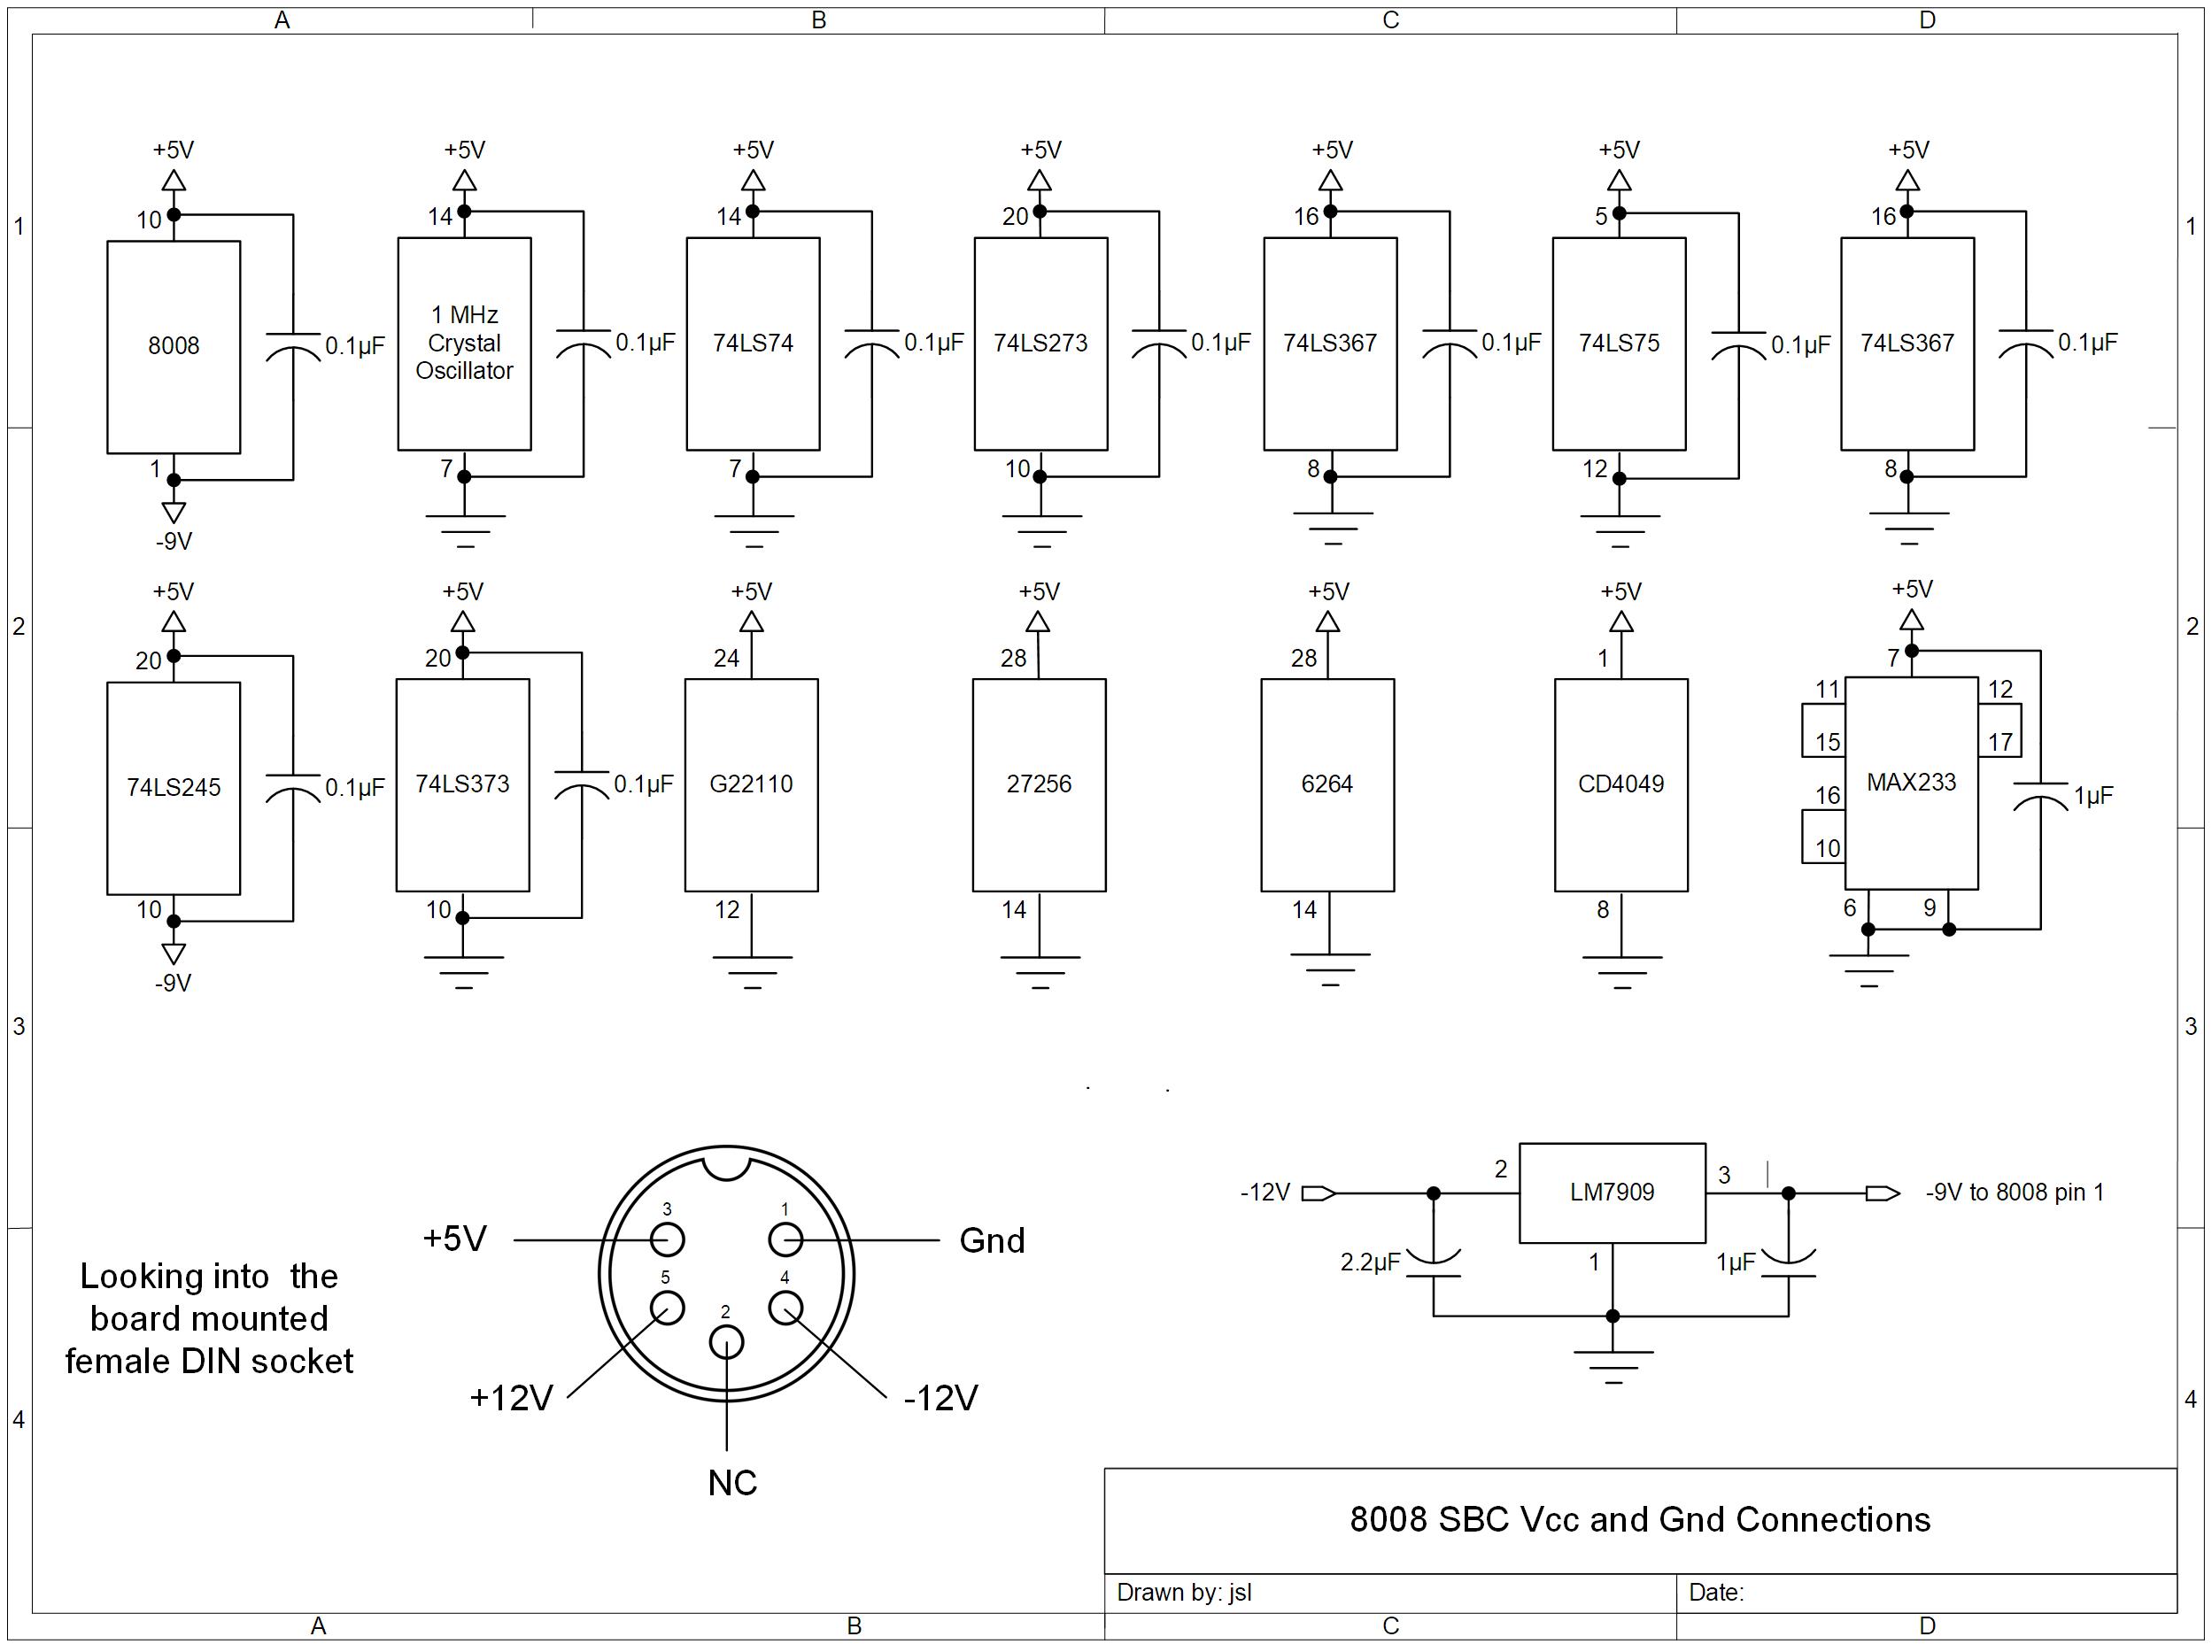 A B C D
+5V +5V +5V +5V +5V +5V +5V
10 14 14 20 16 5 16
1 1
8008 0.1µF
1 MHz
Crystal
Oscillator
0.1µF
74LS74 0.1µF
74LS273 0.1µF
74LS367 0.1µF
74LS75 0.1µF
74LS367 0.1µF
1 7 7 10 8 12 8
-9V
+5V +5V +5V +5V +5V +5V +5V
2 2
20 20 24 28 28 1 7
11 12
15 17
74LS245 0.1µF
74LS373 0.1µF
G22110
27256
6264
CD4049
MAX233 1µF
16
10
10 10 12 14 14 8 6 9
-9V
3 3
3 1
+5V Gnd
5 4
2
+12V -12V
NC
Looking into the
board mounted
female DIN socket
-12V 2 LM7909 3 -9V to 8008 pin 1
2.2µF 1 1µF
4 4
8008 SBC Vcc and Gnd Connections
Drawn by: jsl Date:
A B C D